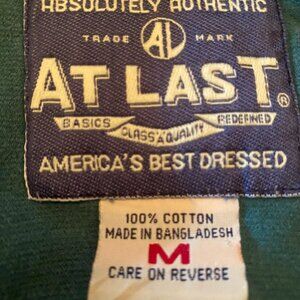 ABSOLUTELY AUTHENTIC
TRADE AL MARK
AT LAST®
BASICS CLASS & QUALITY REDEFINED
AMERICA'S BEST DRESSED
100% COTTON
MADE IN BANGLADESH
M
CARE ON REVERSE